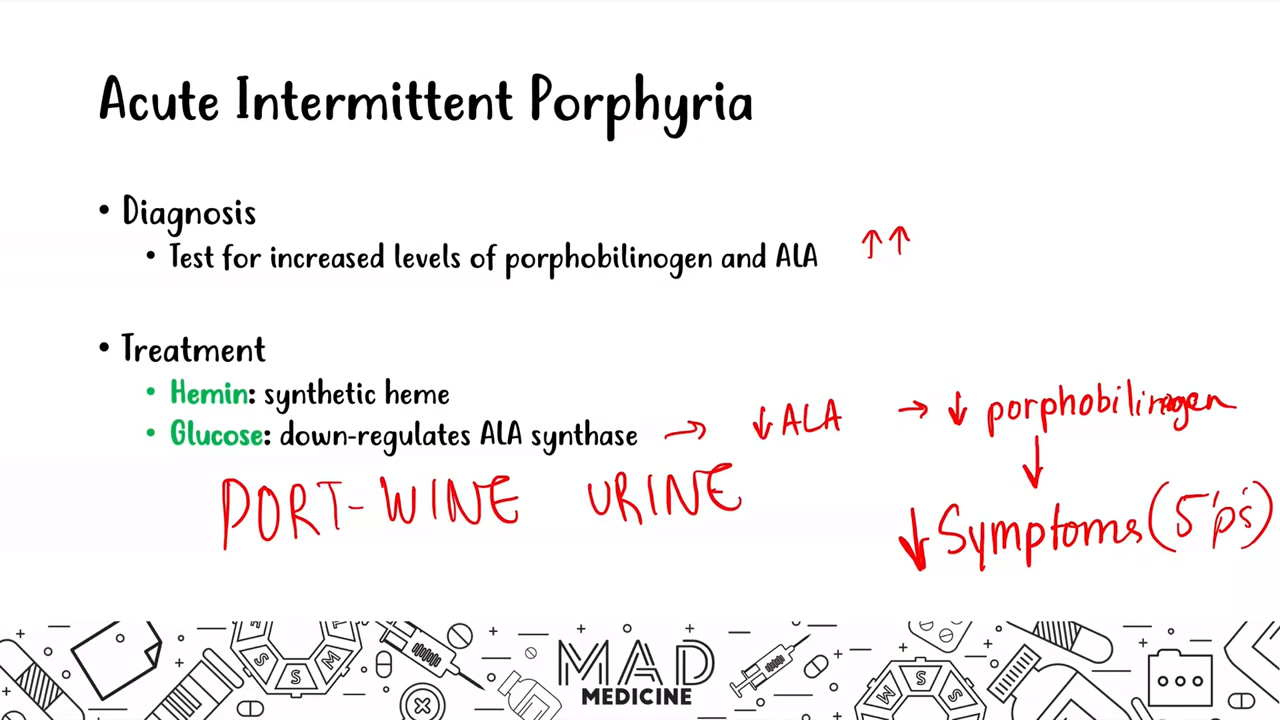 Acute Intermittent Porphyria
• Diagnosis
• Test for increased levels of porphobilinogen and ALA ↑↑
• Treatment
• Hemin: synthetic heme
• Glucose: down-regulates ALA synthase → ↓ALA → ↓ porphobilinogen
↓
PORT-WINE URINE
↓Symptoms (5 'p's)
S S M
M S S
MAD
MEDICINE